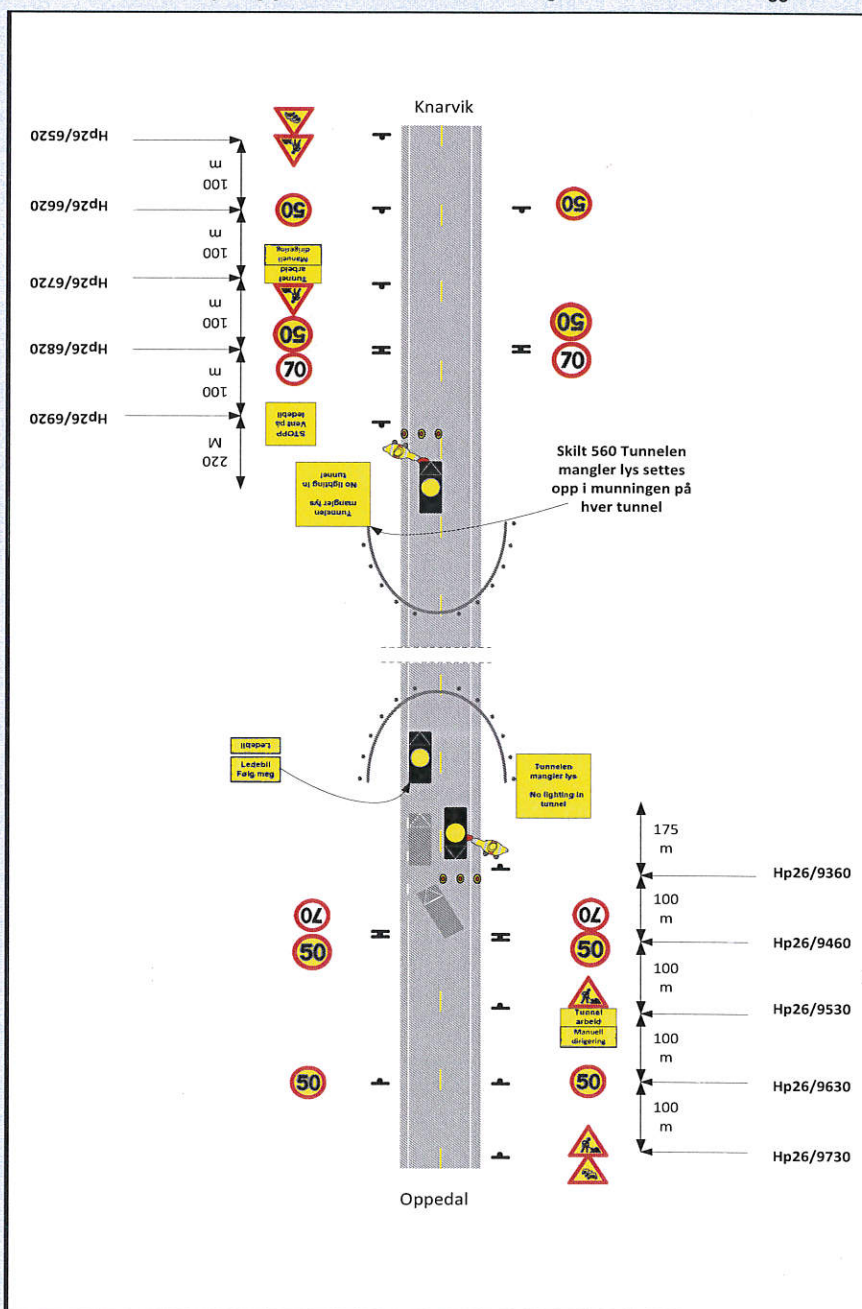 Knarvik
Hp26/6520
100
m
Hp26/6620
50
50
100
m
Tunnel
arbeid
Manuell
dirigering
Hp26/6720
100
m
50
50
Hp26/6820
70
70
100
m
Hp26/6920
STOPP
Vent på
ledebil
220
M
Skilt 560 Tunnelen
mangler lys settes
opp i munningen på
hver tunnel
Tunnelen
mangler lys
No lighting in
tunnel
Ledebil
Ledebil
Følg meg
Tunnelen
mangler lys
No lighting in
tunnel
175
m
Hp26/9360
100
m
70
70
50
50
Hp26/9460
100
m
Tunnel
arbeid
Manuell
dirigering
Hp26/9530
100
m
50
50
Hp26/9630
100
m
Hp26/9730
Oppedal